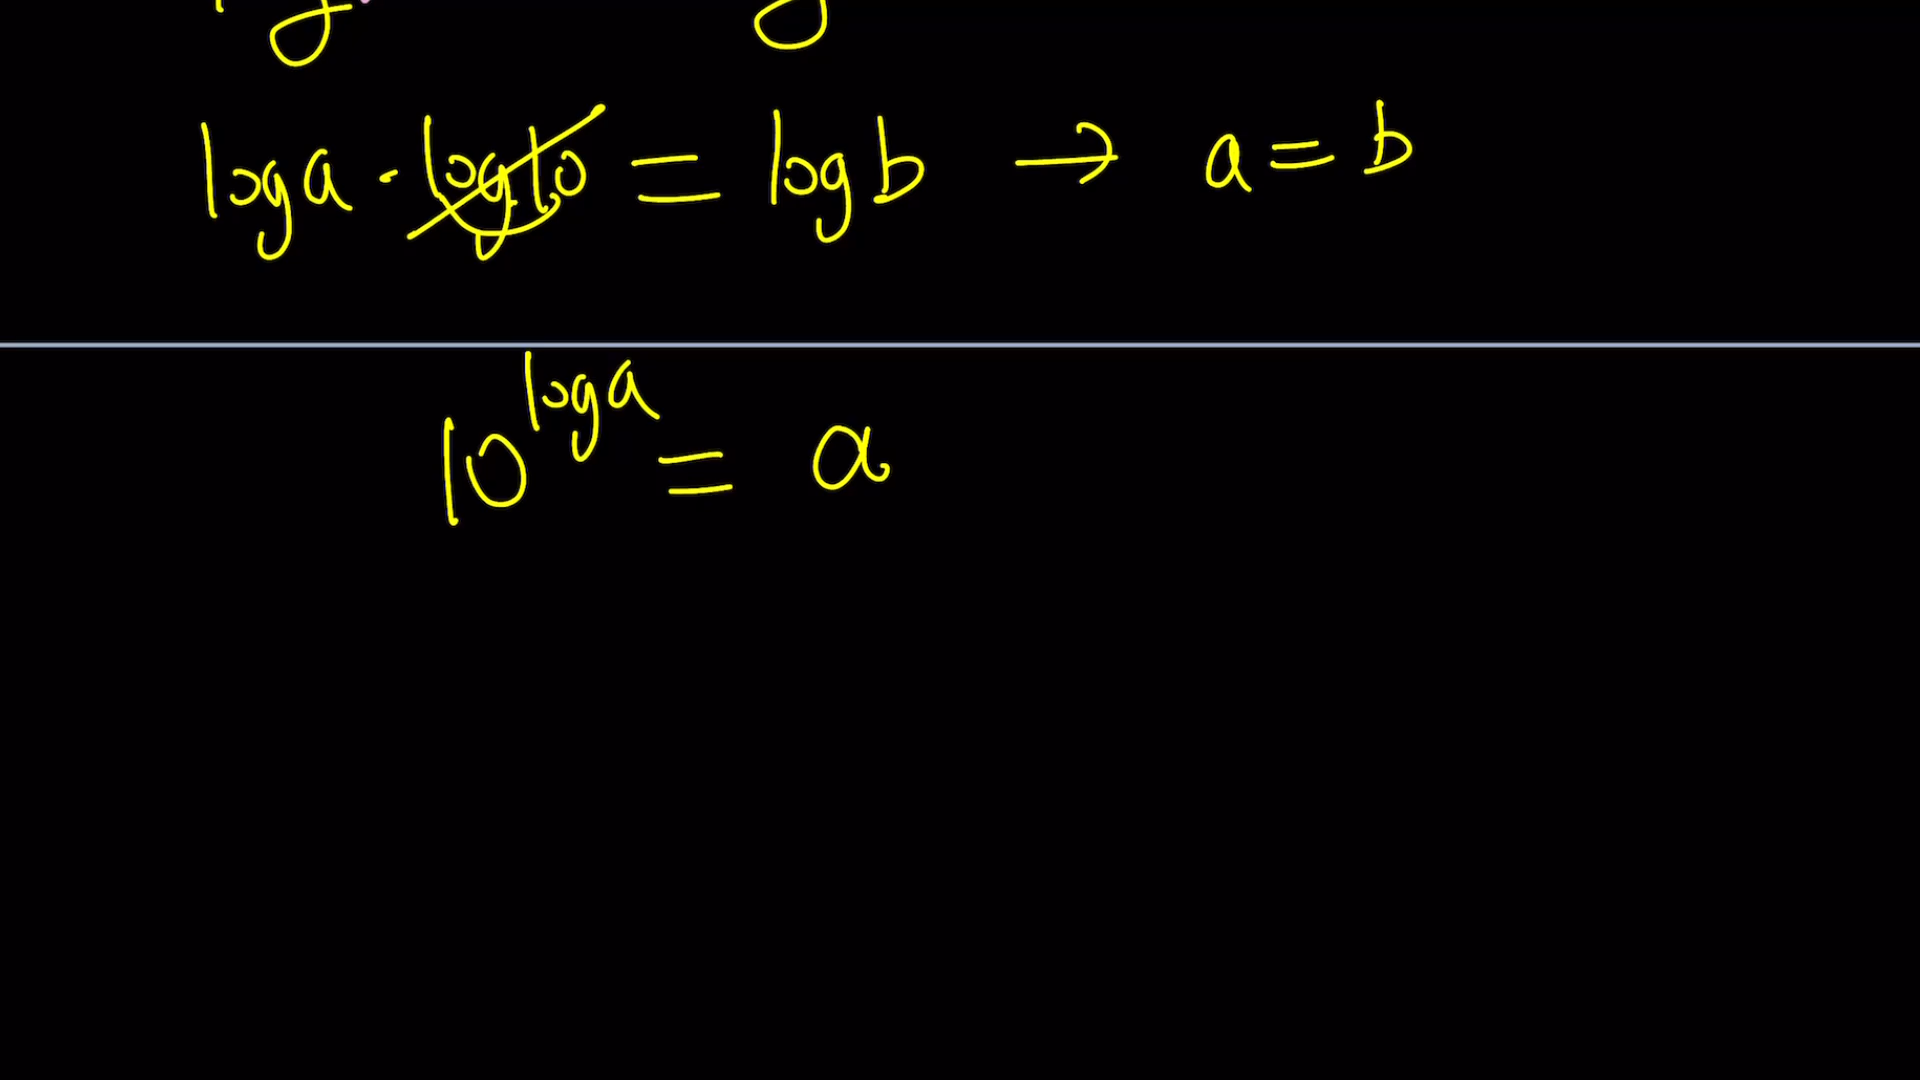 log a · log 10 = log b → a = b
10^log a = a